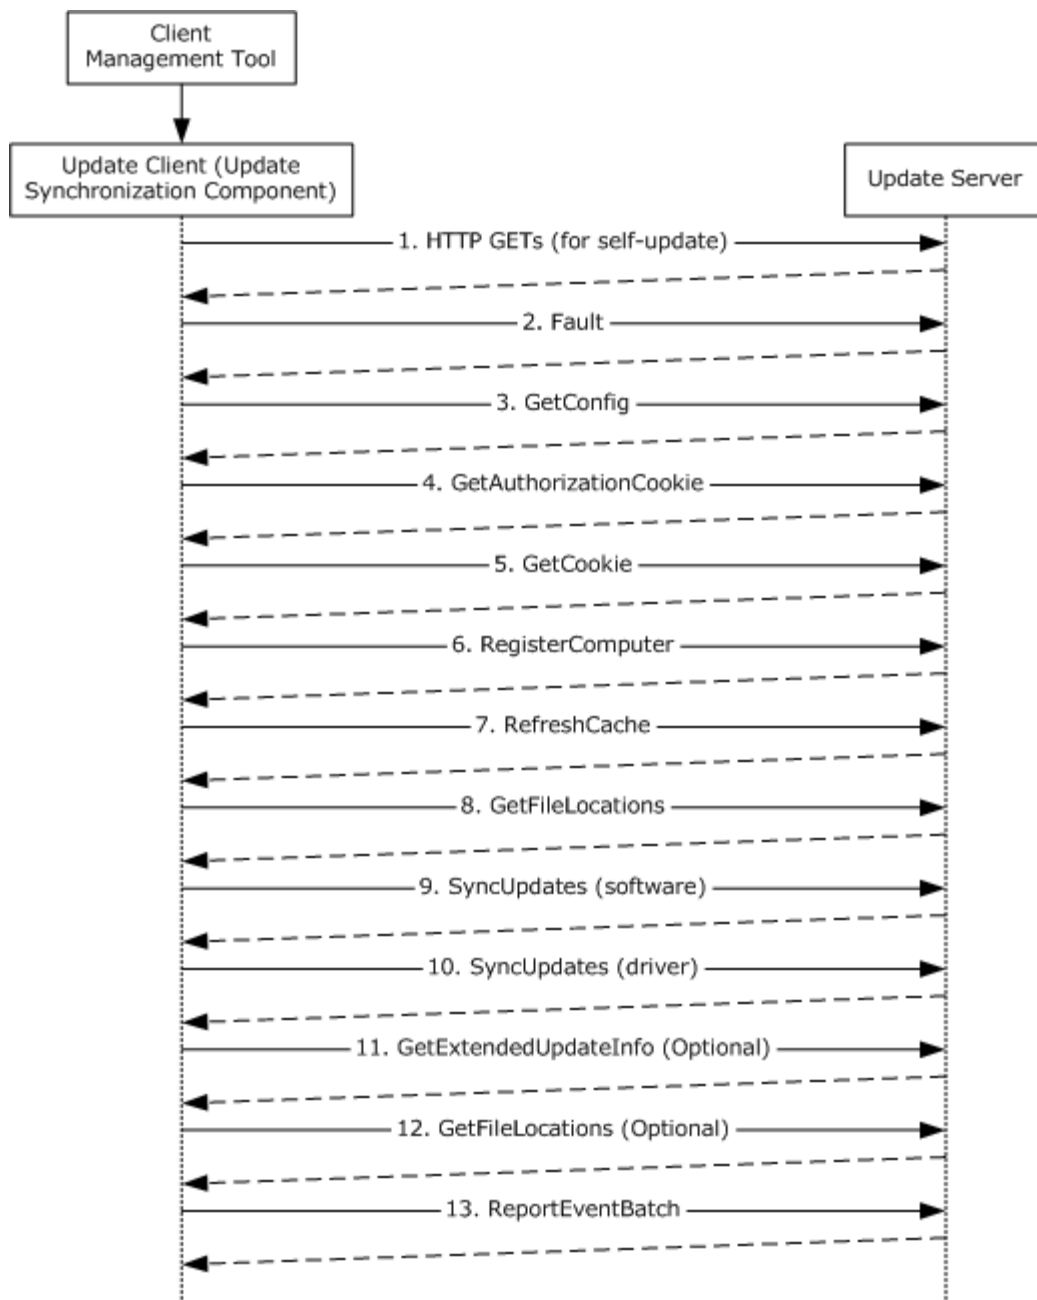 Client
Management Tool
Update Client (Update
Synchronization Component)
Update Server
1. HTTP GETs (for self-update)
2. Fault
3. GetConfig
4. GetAuthorizationCookie
5. GetCookie
6. RegisterComputer
7. RefreshCache
8. GetFileLocations
9. SyncUpdates (software)
10. SyncUpdates (driver)
11. GetExtendedUpdateInfo (Optional)
12. GetFileLocations (Optional)
13. ReportEventBatch